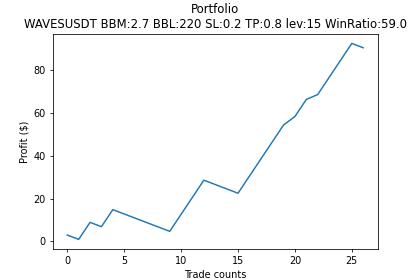 Portfolio
WAVESUSDT BBM:2.7 BBL:220 SL:0.2 TP:0.8 lev:15 WinRatio:59.0
Profit ($)
80
60
40
20
0
0 5 10 15 20 25
Trade counts